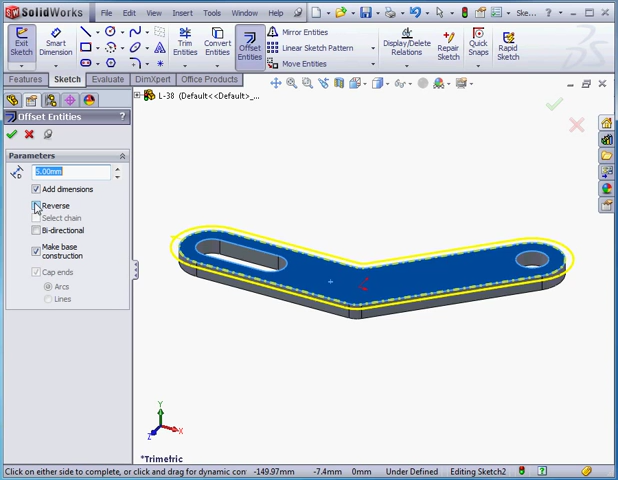 SolidWorks File Edit View Insert Tools Window Help Ske...
Exit Sketch
Smart Dimension
Trim Entities
Convert Entities
Offset Entities
Mirror Entities
Linear Sketch Pattern
Move Entities
Display/Delete Relations
Repair Sketch
Quick Snaps
Rapid Sketch
Features Sketch Evaluate DimXpert Office Products
L-38 (Default<<Default>_...
Offset Entities ?
Parameters
5.00mm
Add dimensions
Reverse
Select chain
Bi-directional
Make base construction
Cap ends
Arcs
Lines
Y
X
Z
*Trimetric
Click on either side to complete, or click and drag for dynamic con -149.97mm -7.4mm 0mm Under Defined Editing Sketch2